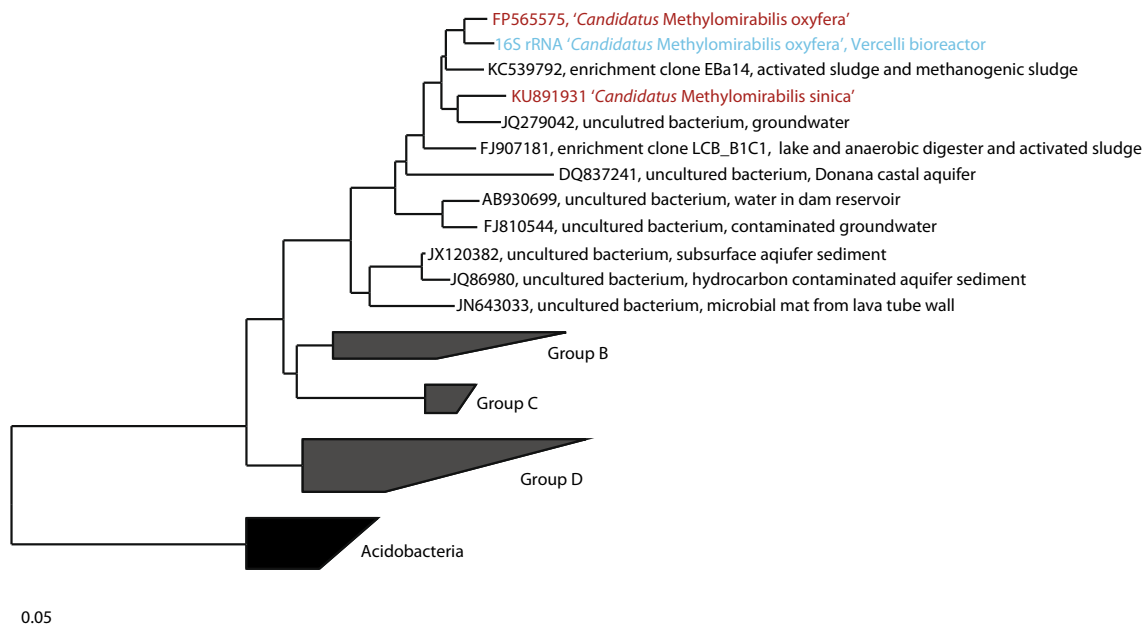 FP565575, ‘Candidatus Methylomirabilis oxyfera’
16S rRNA ‘Candidatus Methylomirabilis oxyfera’, Vercelli bioreactor
KC539792, enrichment clone EBa14, activated sludge and methanogenic sludge
KU891931 ‘Candidatus Methylomirabilis sinica’
JQ279042, unculutred bacterium, groundwater
FJ907181, enrichment clone LCB_B1C1, lake and anaerobic digester and activated sludge
DQ837241, uncultured bacterium, Donana castal aquifer
AB930699, uncultured bacterium, water in dam reservoir
FJ810544, uncultured bacterium, contaminated groundwater
JX120382, uncultured bacterium, subsurface aqiufer sediment
JQ86980, uncultured bacterium, hydrocarbon contaminated aquifer sediment
JN643033, uncultured bacterium, microbial mat from lava tube wall
Group B
Group C
Group D
Acidobacteria
0.05